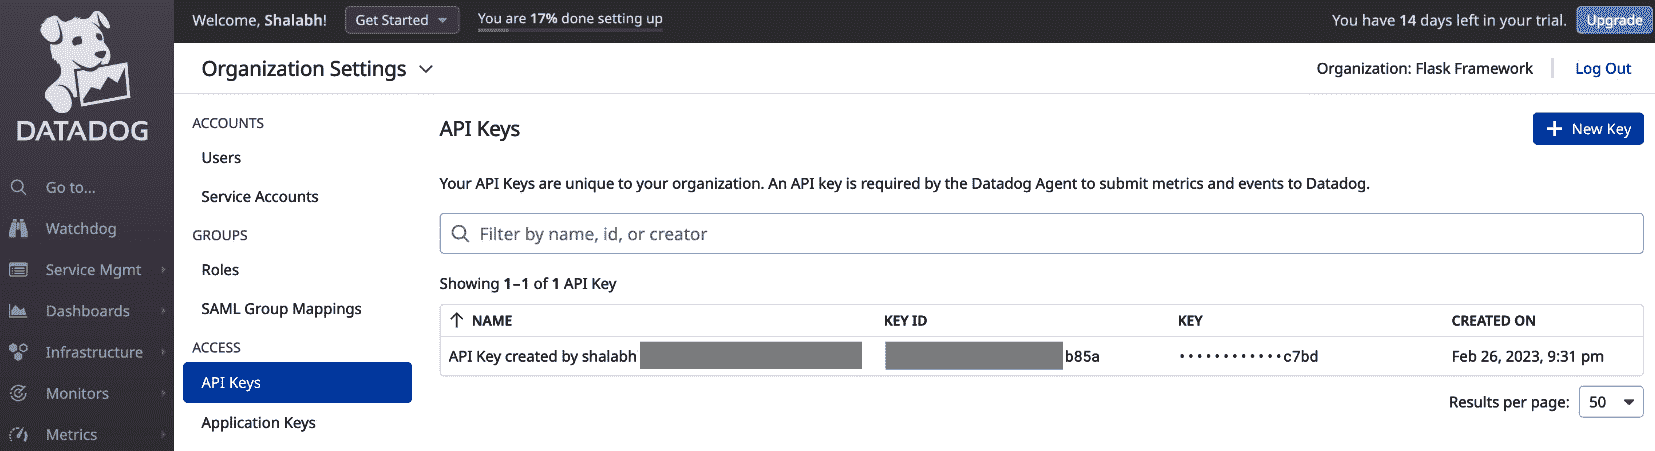 Welcome, Shalabh!
Get Started
You are 17% done setting up
You have 14 days left in your trial.
Upgrade
DATADOG
Go to...
Watchdog
Service Mgmt
Dashboards
Infrastructure
Monitors
Metrics
Organization Settings
Organization: Flask Framework
Log Out
ACCOUNTS
Users
Service Accounts
GROUPS
Roles
SAML Group Mappings
ACCESS
API Keys
Application Keys
API Keys
+ New Key
Your API Keys are unique to your organization. An API key is required by the Datadog Agent to submit metrics and events to Datadog.
Filter by name, id, or creator
Showing 1–1 of 1 API Key
↑ NAME KEY ID KEY CREATED ON
API Key created by shalabh b85a ••••••••••••c7bd Feb 26, 2023, 9:31 pm
Results per page: 50